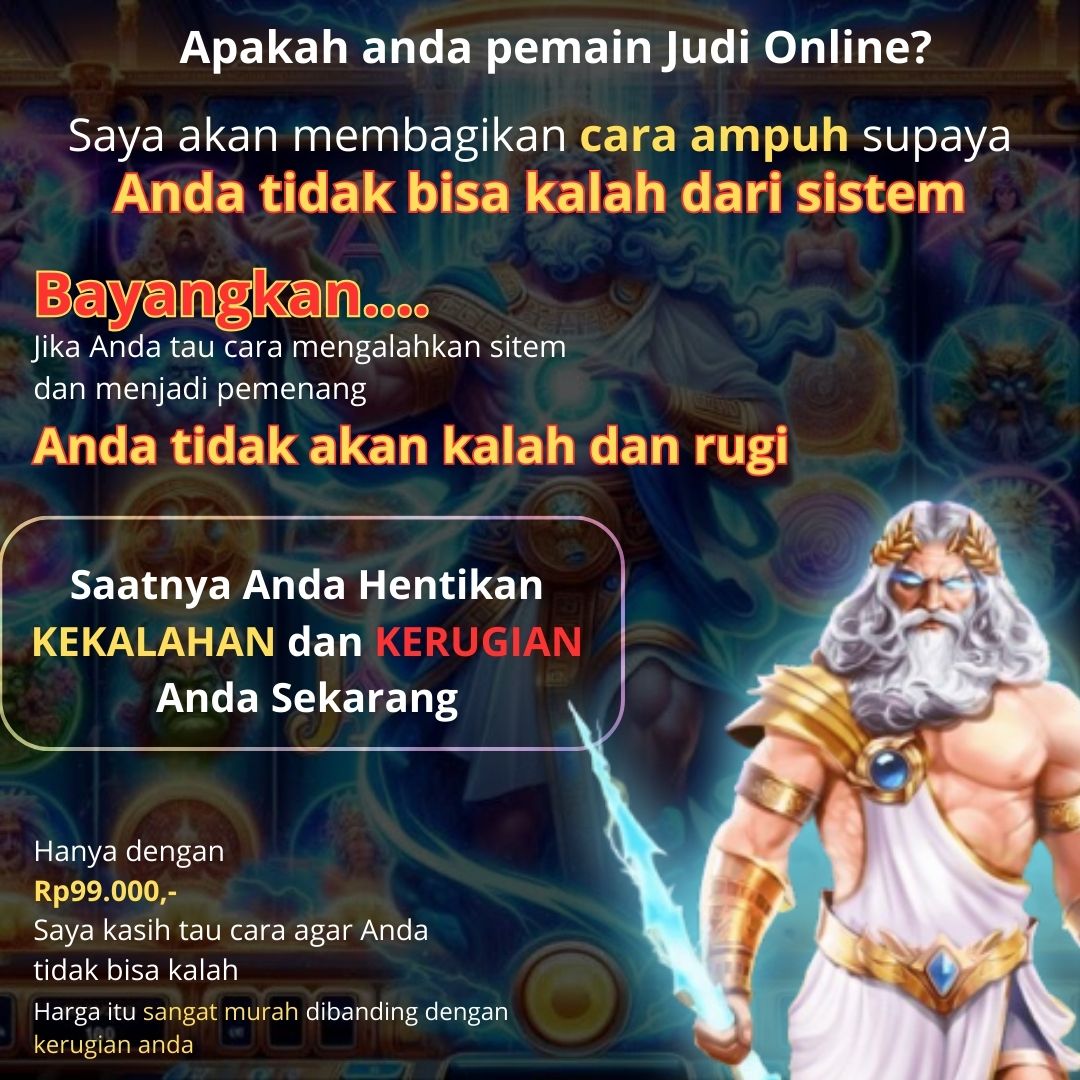 Apakah anda pemain Judi Online?
Saya akan membagikan cara ampuh supaya
Anda tidak bisa kalah dari sistem
Bayangkan....
Jika Anda tau cara mengalahkan sitem
dan menjadi pemenang
Anda tidak akan kalah dan rugi
Saatnya Anda Hentikan
KEKALAHAN dan KERUGIAN
Anda Sekarang
Hanya dengan
Rp99.000,-
Saya kasih tau cara agar Anda
tidak bisa kalah
Harga itu sangat murah dibanding dengan
kerugian anda